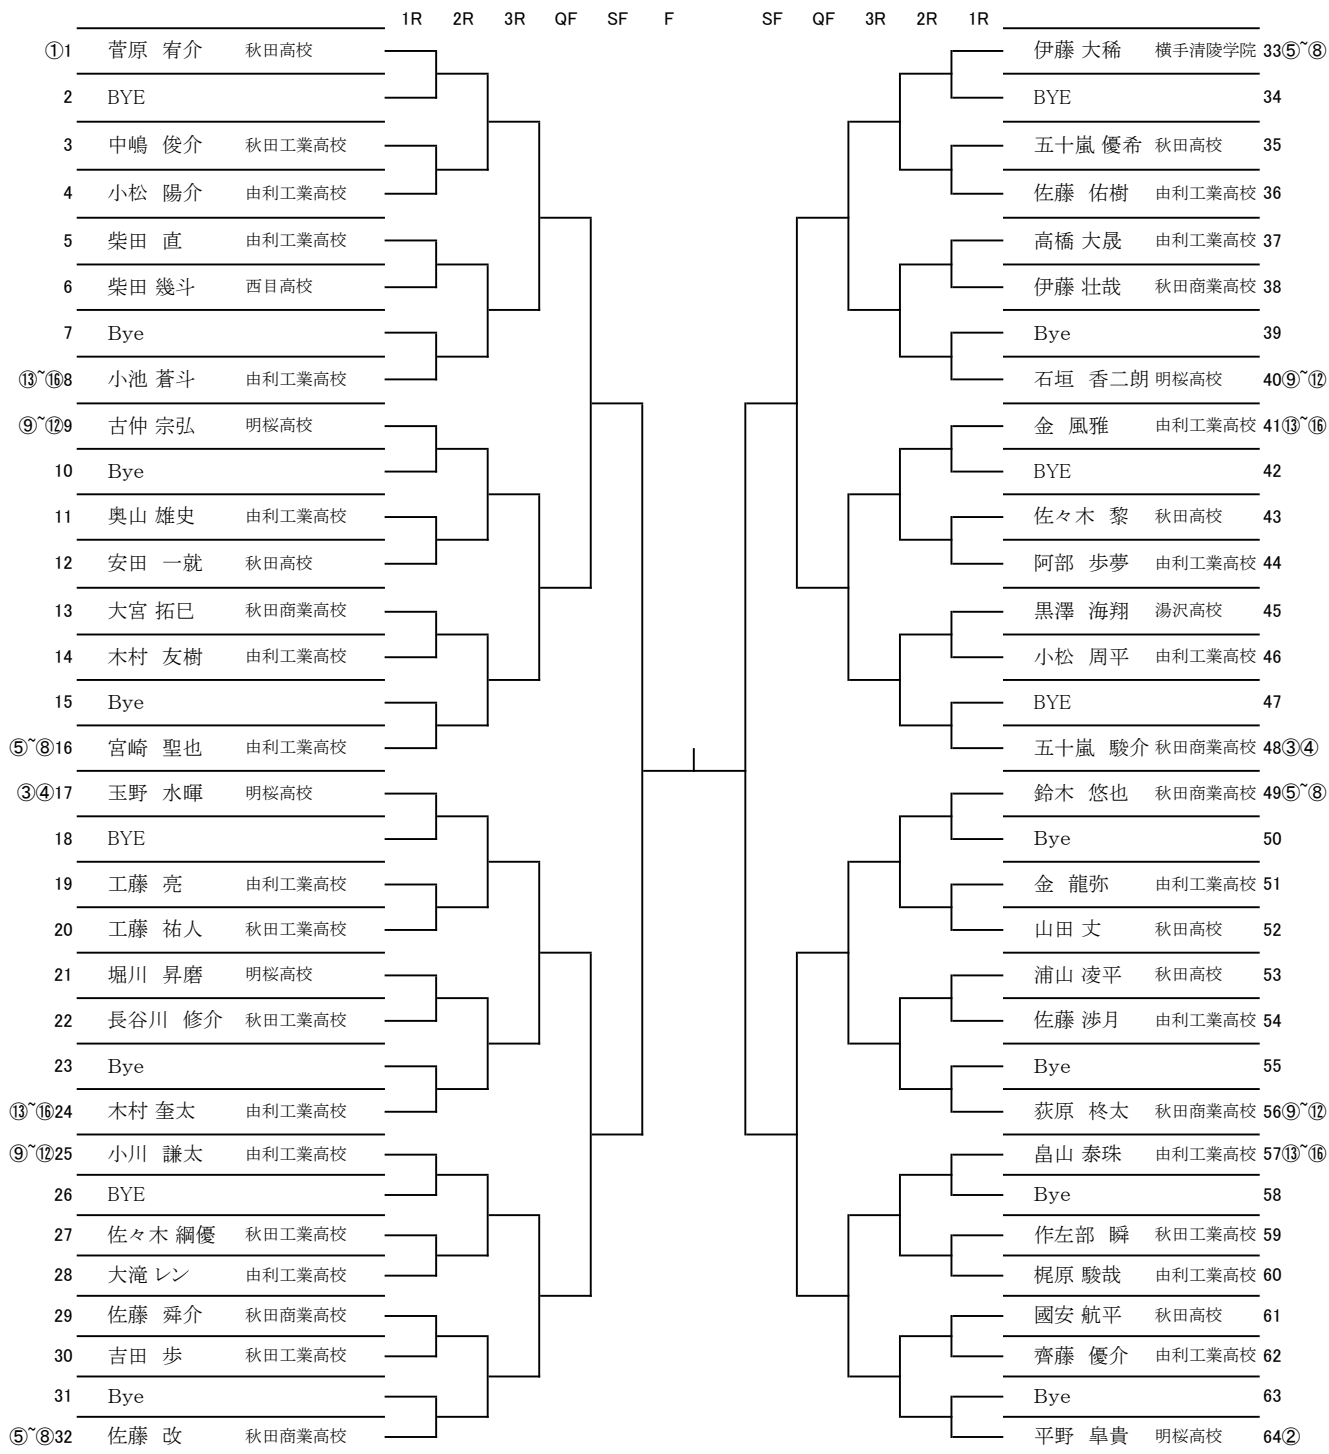 1R 2R 3R QF SF F SF QF 3R 2R 1R
①1 菅原 宥介 秋田高校 伊藤 大稀 横手清陵学院 33⑤~⑧
2 BYE BYE 34
3 中嶋 俊介 秋田工業高校 五十嵐 優希 秋田高校 35
4 小松 陽介 由利工業高校 佐藤 佑樹 由利工業高校 36
5 柴田 直 由利工業高校 高橋 大晟 由利工業高校 37
6 柴田 幾斗 西目高校 伊藤 壮哉 秋田商業高校 38
7 Bye Bye 39
⑬~⑯8 小池 蒼斗 由利工業高校 石垣 香二朗 明桜高校 40⑨~⑫
⑨~⑫9 古仲 宗弘 明桜高校 金 風雅 由利工業高校 41⑬~⑯
10 Bye BYE 42
11 奥山 雄史 由利工業高校 佐々木 黎 秋田高校 43
12 安田 一就 秋田高校 阿部 歩夢 由利工業高校 44
13 大宮 拓巳 秋田商業高校 黒澤 海翔 湯沢高校 45
14 木村 友樹 由利工業高校 小松 周平 由利工業高校 46
15 Bye BYE 47
⑤~⑧16 宮崎 聖也 由利工業高校 五十嵐 駿介 秋田商業高校 48③④
③④17 玉野 水暉 明桜高校 鈴木 悠也 秋田商業高校 49⑤~⑧
18 BYE Bye 50
19 工藤 亮 由利工業高校 金 龍弥 由利工業高校 51
20 工藤 祐人 秋田工業高校 山田 丈 秋田高校 52
21 堀川 昇磨 明桜高校 浦山 凌平 秋田高校 53
22 長谷川 修介 秋田工業高校 佐藤 渉月 由利工業高校 54
23 Bye Bye 55
⑬~⑯24 木村 奎太 由利工業高校 荻原 柊太 秋田商業高校 56⑨~⑫
⑨~⑫25 小川 謙太 由利工業高校 畠山 泰珠 由利工業高校 57⑬~⑯
26 BYE Bye 58
27 佐々木 綱優 秋田工業高校 作左部 瞬 秋田工業高校 59
28 大滝 レン 由利工業高校 梶原 駿哉 由利工業高校 60
29 佐藤 舜介 秋田商業高校 國安 航平 秋田高校 61
30 吉田 歩 秋田工業高校 齊藤 優介 由利工業高校 62
31 Bye Bye 63
⑤~⑧32 佐藤 改 秋田商業高校 平野 皐貴 明桜高校 64②